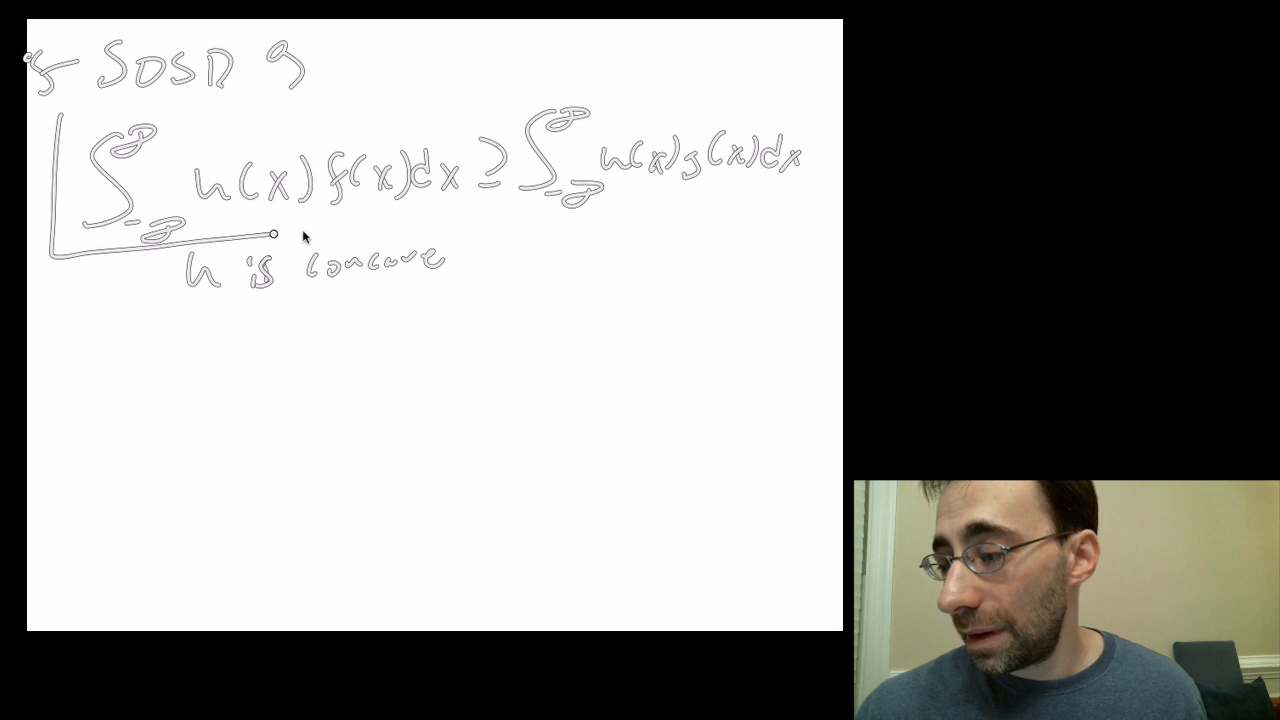 f SOSD g
∫_{-∞}^{∞} u(x)f(x)dx ≥ ∫_{-∞}^{∞} u(x)g(x)dx
u is concave